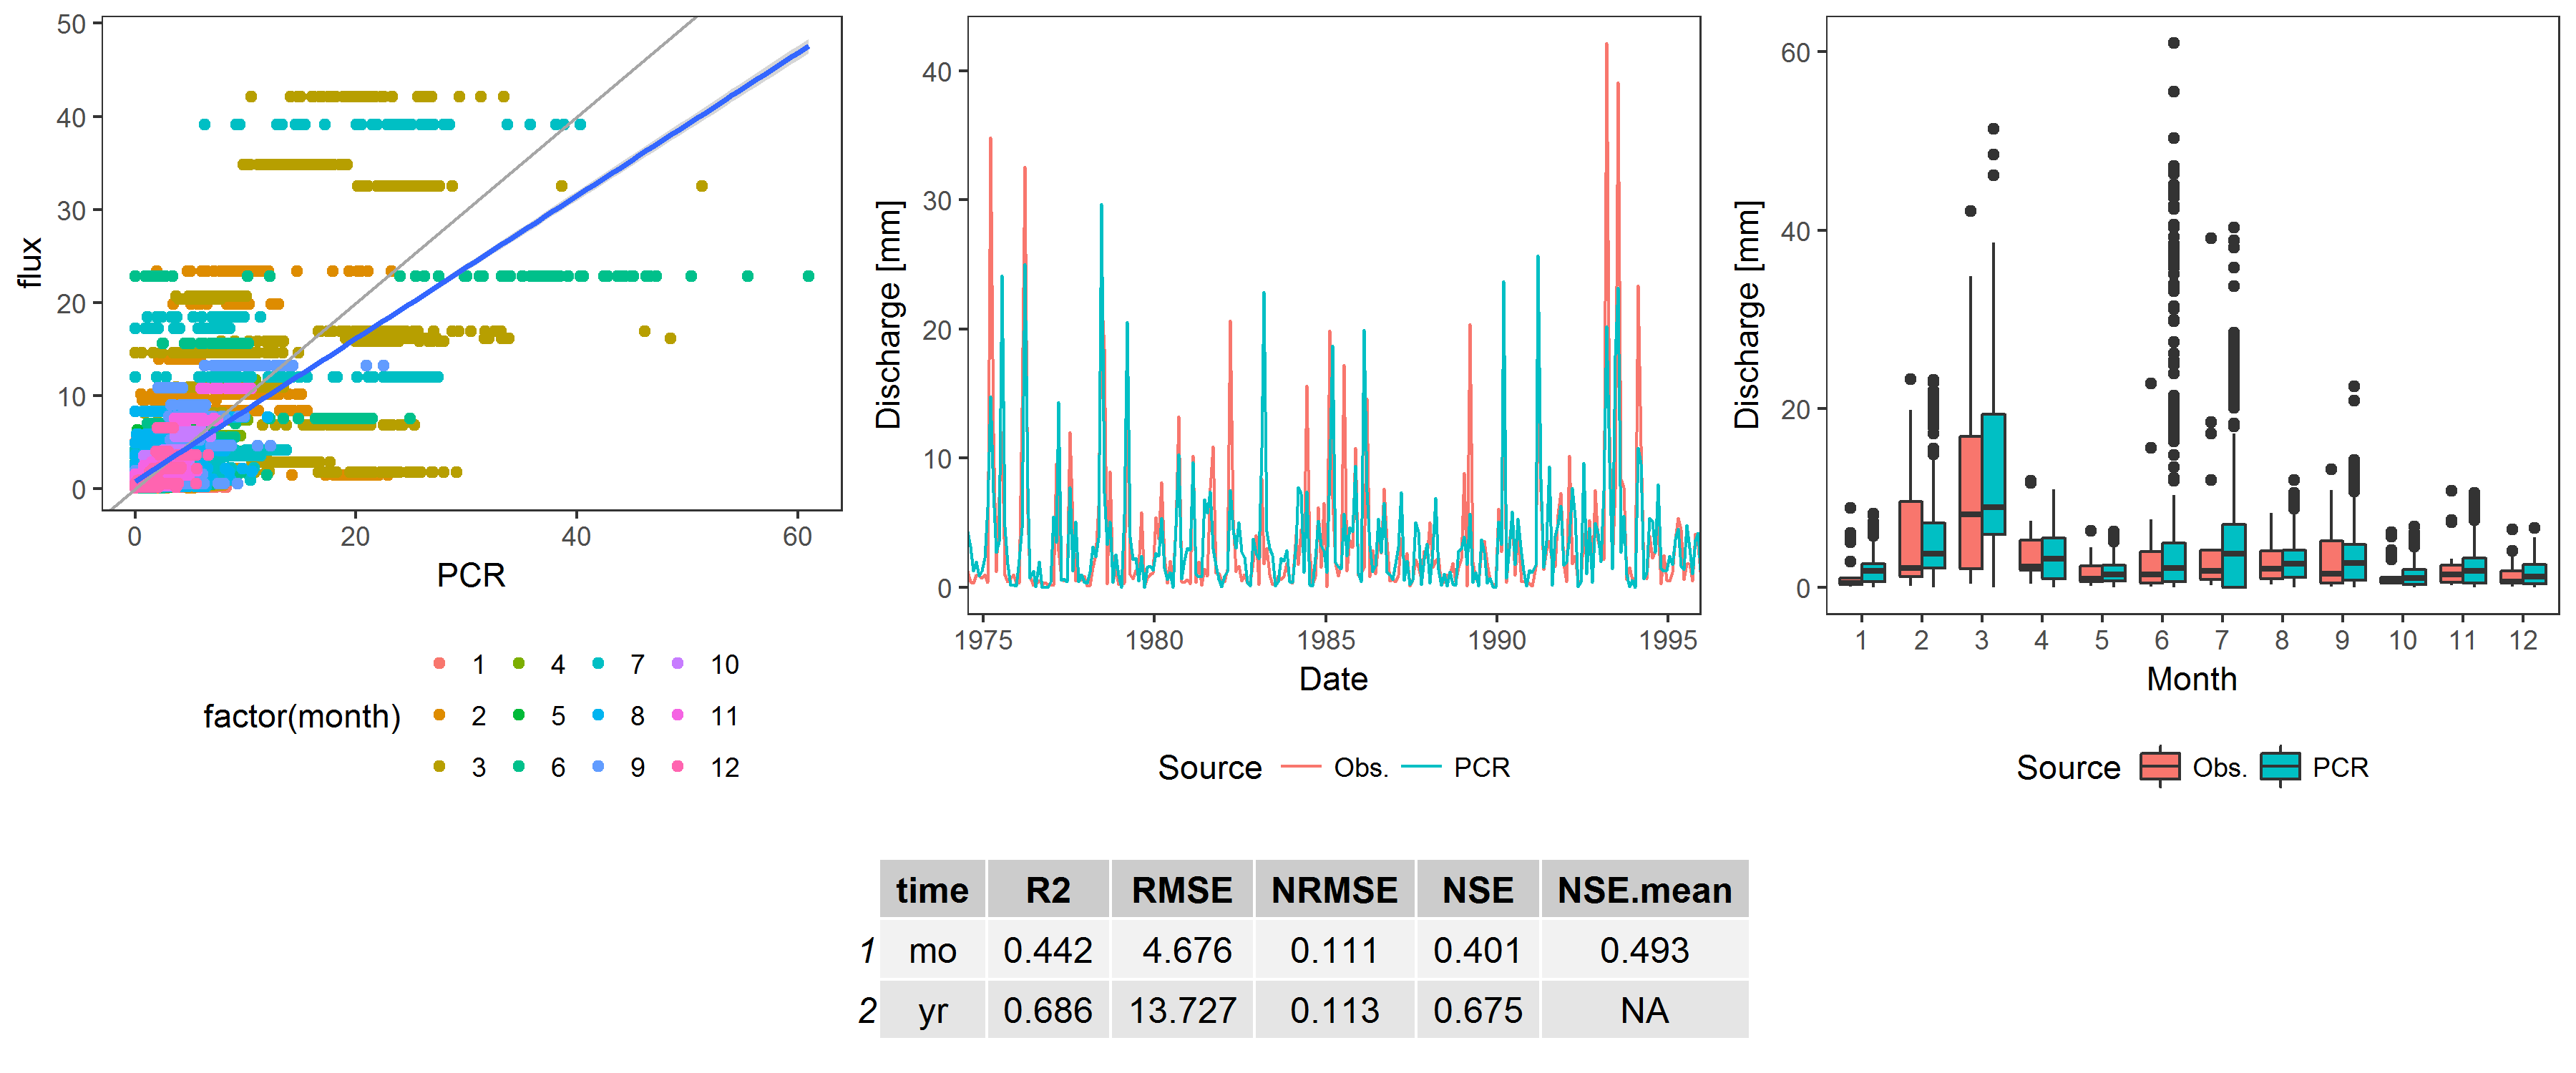 50
40
30
20
10
0
flux
0 20 40 60
PCR
factor(month)
1 4 7 10
2 5 8 11
3 6 9 12
40
30
20
10
0
Discharge [mm]
1975 1980 1985 1990 1995
Date
Source Obs. PCR
60
40
20
0
Discharge [mm]
1 2 3 4 5 6 7 8 9 10 11 12
Month
Source Obs. PCR
time R2 RMSE NRMSE NSE NSE.mean
1 mo 0.442 4.676 0.111 0.401 0.493
2 yr 0.686 13.727 0.113 0.675 NA